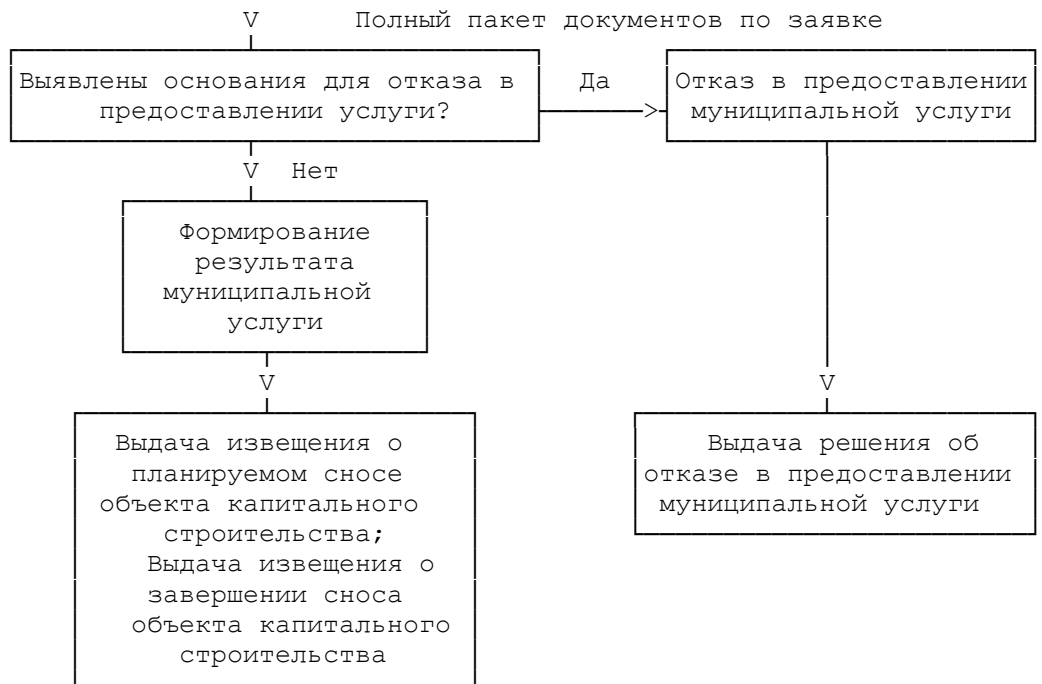 V Полный пакет документов по заявке
Выявлены основания для отказа в
предоставлении услуги?
Да
>
Отказ в предоставлении
муниципальной услуги
V Нет
Формирование
результата
муниципальной
услуги
V
Выдача извещения о
планируемом сносе
объекта капитального
строительства;
Выдача извещения о
завершении сноса
объекта капитального
строительства
V
Выдача решения об
отказе в предоставлении
муниципальной услуги